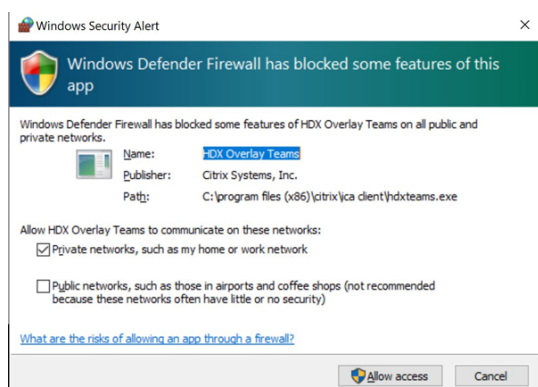 Windows Security Alert
Windows Defender Firewall has blocked some features of this
app
Windows Defender Firewall has blocked some features of HDX Overlay Teams on all public and
private networks.
Name: HDX Overlay Teams
Publisher: Citrix Systems, Inc.
Path: C:\program files (x86)\citrix\ica client\hdxteams.exe
Allow HDX Overlay Teams to communicate on these networks:
Private networks, such as my home or work network
Public networks, such as those in airports and coffee shops (not recommended
because these networks often have little or no security)
What are the risks of allowing an app through a firewall?
Allow access Cancel